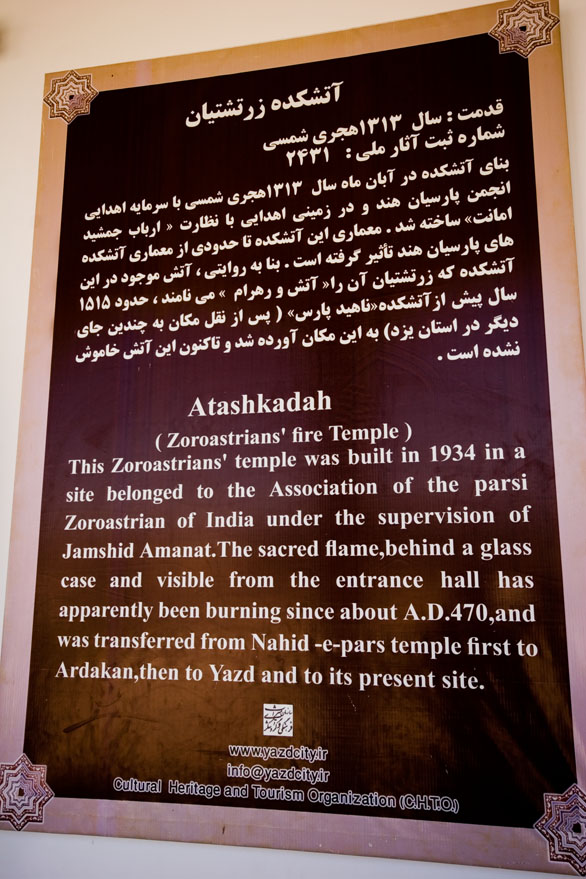 آتشکده زرتشتیان
قدمت : سال ۱۳۱۳هجری شمسی
شماره ثبت آثار ملی : ۲۴۳۱
بنای آتشکده در آبان ماه سال ۱۳۱۳هجری شمسی با سرمایه اهدایی
انجمن پارسیان هند و در زمینی اهدایی با نظارت « ارباب جمشید
امانت» ساخته شد . معماری این آتشکده تا حدودی از معماری آتشکده
های پارسیان هند تأثیر گرفته است . بنا به روایتی ، آتش موجود در این
آتشکده که زرتشتیان آن را« آتش و رهرام » می نامند ، حدود ۱۵۱۵
سال پیش ازآتشکده«ناهید پارس» ( پس از نقل مکان به چندین جای
دیگر در استان یزد) به این مکان آورده شد و تاکنون این آتش خاموش
نشده است .
Atashkadah
( Zoroastrians' fire Temple )
This Zoroastrians' temple was built in 1934 in a
site belonged to the Association of the parsi
Zoroastrian of India under the supervision of
Jamshid Amanat.The sacred flame,behind a glass
case and visible from the entrance hall has
apparently been burning since about A.D.470,and
was transferred from Nahid -e-pars temple first to
Ardakan,then to Yazd and to its present site.
www.yazdcity.ir
info@yazdcity.ir
Cultural Heritage and Tourism Organization (C.H.T.O.)